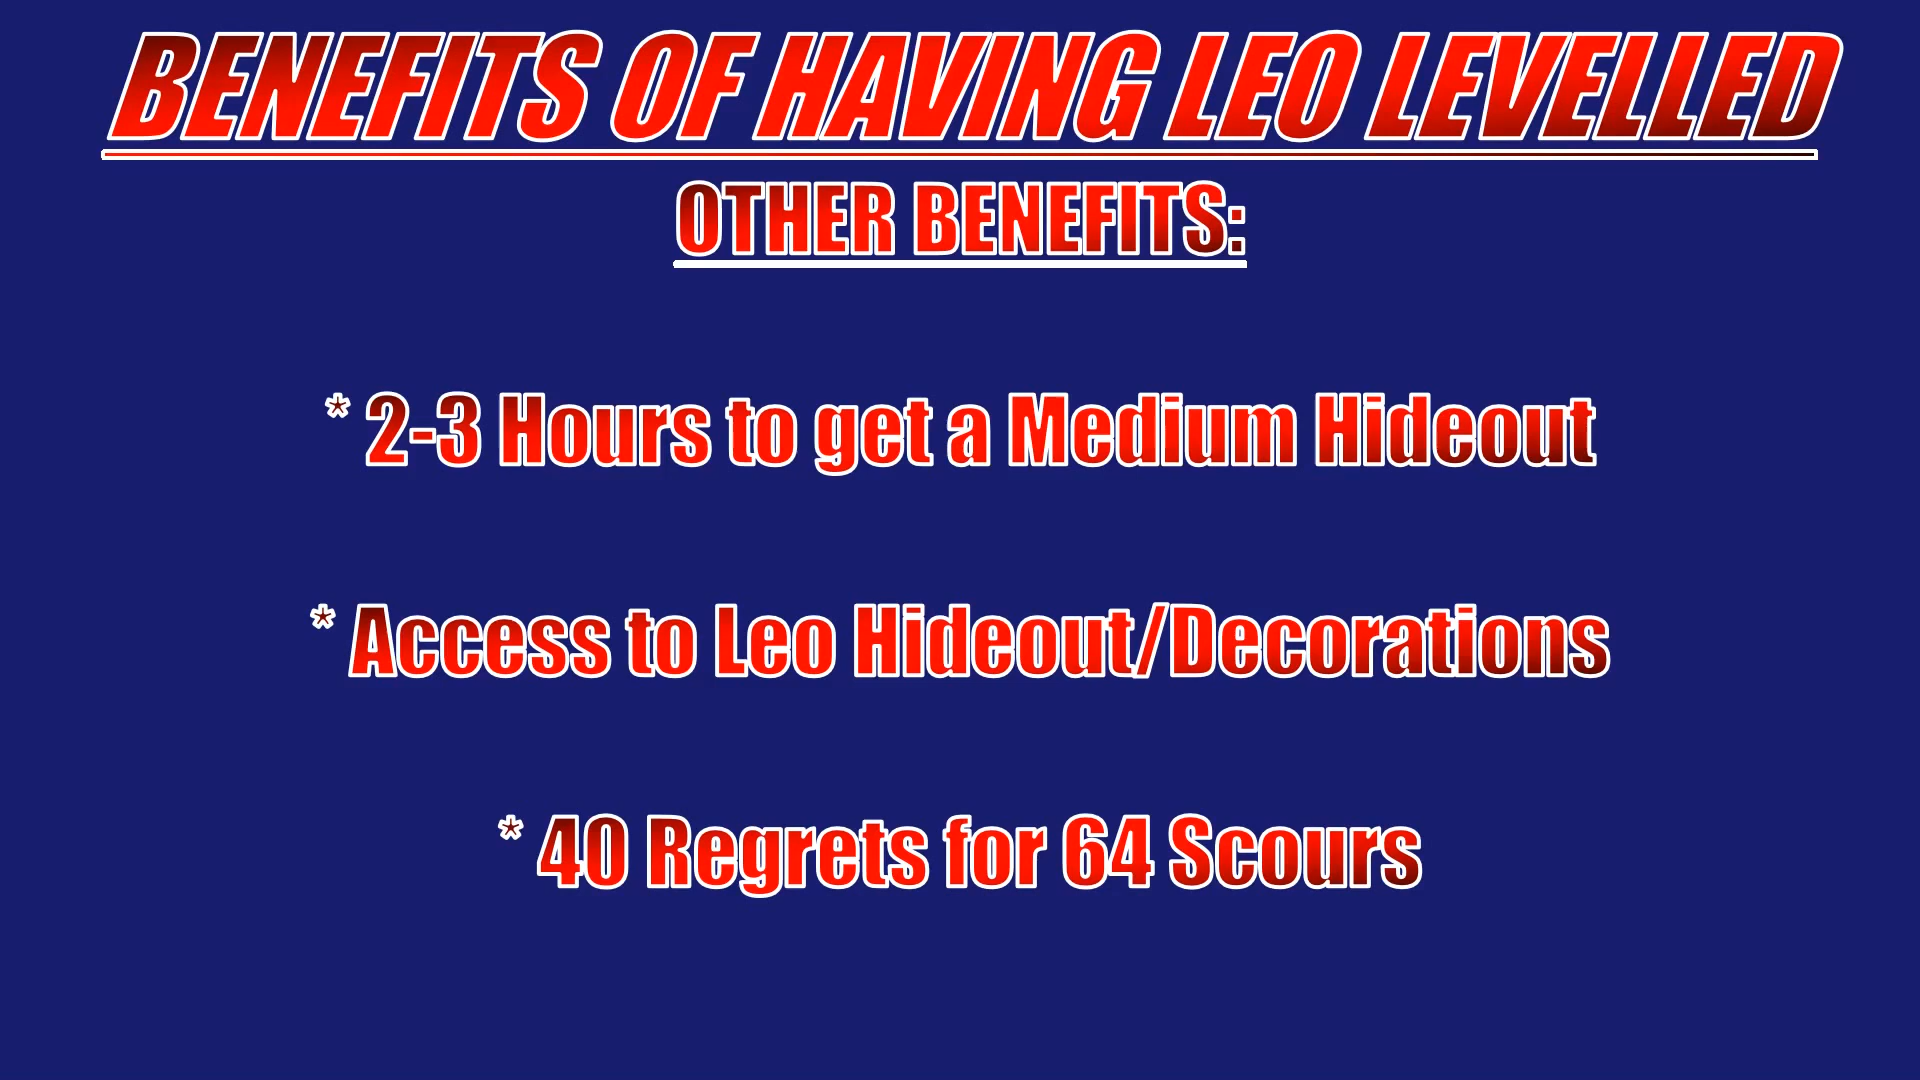 BENEFITS OF HAVING LEO LEVELLED
OTHER BENEFITS:
* 2-3 Hours to get a Medium Hideout
* Access to Leo Hideout/Decorations
* 40 Regrets for 64 Scours